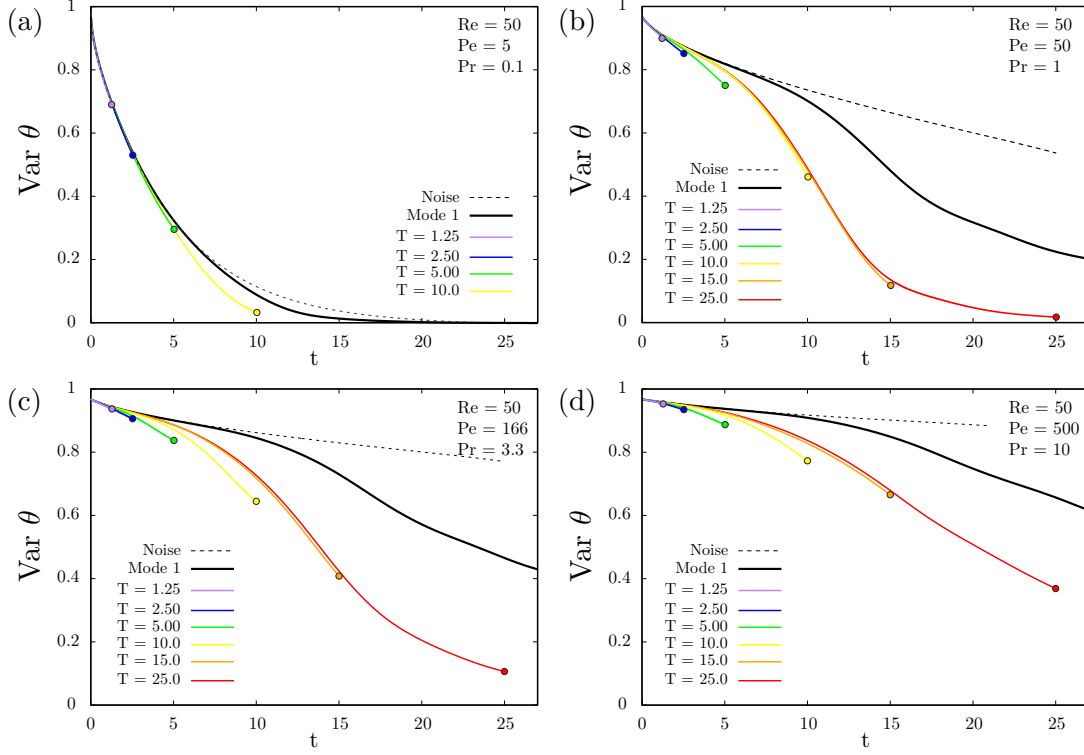 (a)
Re = 50
Pe = 5
Pr = 0.1
Var θ
1
0.8
0.6
0.4
0.2
0
Noise
Mode 1
T = 1.25
T = 2.50
T = 5.00
T = 10.0
0 5 10 15 20 25
t
(b)
Re = 50
Pe = 50
Pr = 1
Var θ
1
0.8
0.6
0.4
0.2
0
Noise
Mode 1
T = 1.25
T = 2.50
T = 5.00
T = 10.0
T = 15.0
T = 25.0
0 5 10 15 20 25
t
(c)
Re = 50
Pe = 166
Pr = 3.3
Var θ
1
0.8
0.6
0.4
0.2
0
Noise
Mode 1
T = 1.25
T = 2.50
T = 5.00
T = 10.0
T = 15.0
T = 25.0
0 5 10 15 20 25
t
(d)
Re = 50
Pe = 500
Pr = 10
Var θ
1
0.8
0.6
0.4
0.2
0
Noise
Mode 1
T = 1.25
T = 2.50
T = 5.00
T = 10.0
T = 15.0
T = 25.0
0 5 10 15 20 25
t